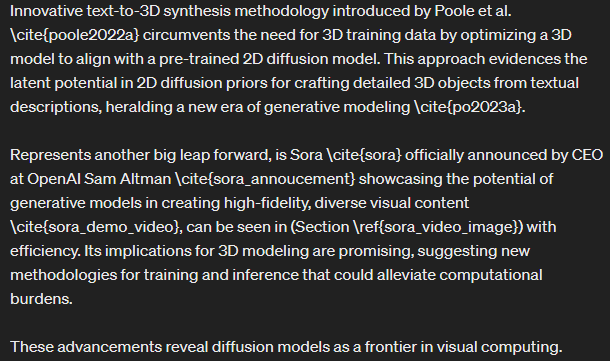 Innovative text-to-3D synthesis methodology introduced by Poole et al.
\cite{poole2022a} circumvents the need for 3D training data by optimizing a 3D
model to align with a pre-trained 2D diffusion model. This approach evidences the
latent potential in 2D diffusion priors for crafting detailed 3D objects from textual
descriptions, heralding a new era of generative modeling \cite{po2023a}.

Represents another big leap forward, is Sora \cite{sora} officially announced by CEO
at OpenAI Sam Altman \cite{sora_annoucement} showcasing the potential of
generative models in creating high-fidelity, diverse visual content
\cite{sora_demo_video}, can be seen in (Section \ref{sora_video_image}) with
efficiency. Its implications for 3D modeling are promising, suggesting new
methodologies for training and inference that could alleviate computational
burdens.

These advancements reveal diffusion models as a frontier in visual computing.